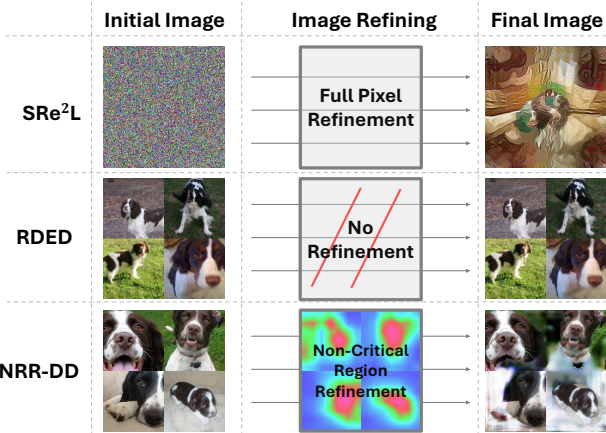 Initial Image
Image Refining
Final Image
SRe²L
Full Pixel
Refinement
RDED
No
Refinement
NRR-DD
Non-Critical
Region
Refinement